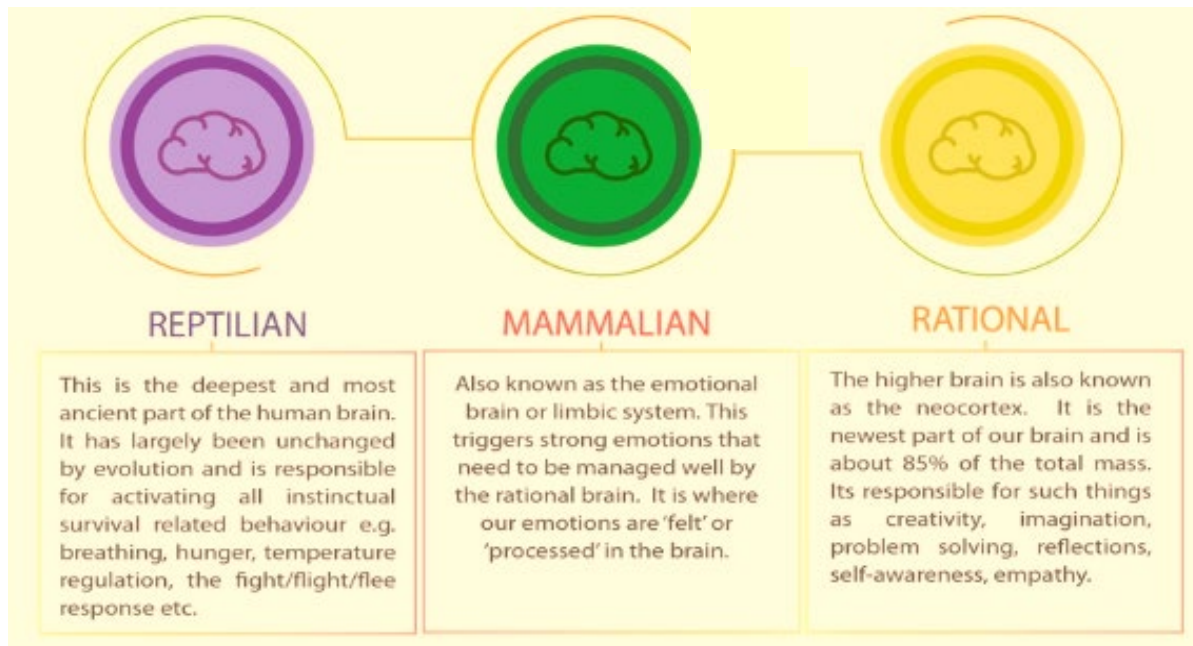 REPTILIAN
This is the deepest and most
ancient part of the human brain.
It has largely been unchanged
by evolution and is responsible
for activating all instinctual
survival related behaviour e.g.
breathing, hunger, temperature
regulation, the fight/flight/flee
response etc.
MAMMALIAN
Also known as the emotional
brain or limbic system. This
triggers strong emotions that
need to be managed well by
the rational brain. It is where
our emotions are ‘felt’ or
‘processed’ in the brain.
RATIONAL
The higher brain is also known
as the neocortex. It is the
newest part of our brain and is
about 85% of the total mass.
Its responsible for such things
as creativity, imagination,
problem solving, reflections,
self-awareness, empathy.